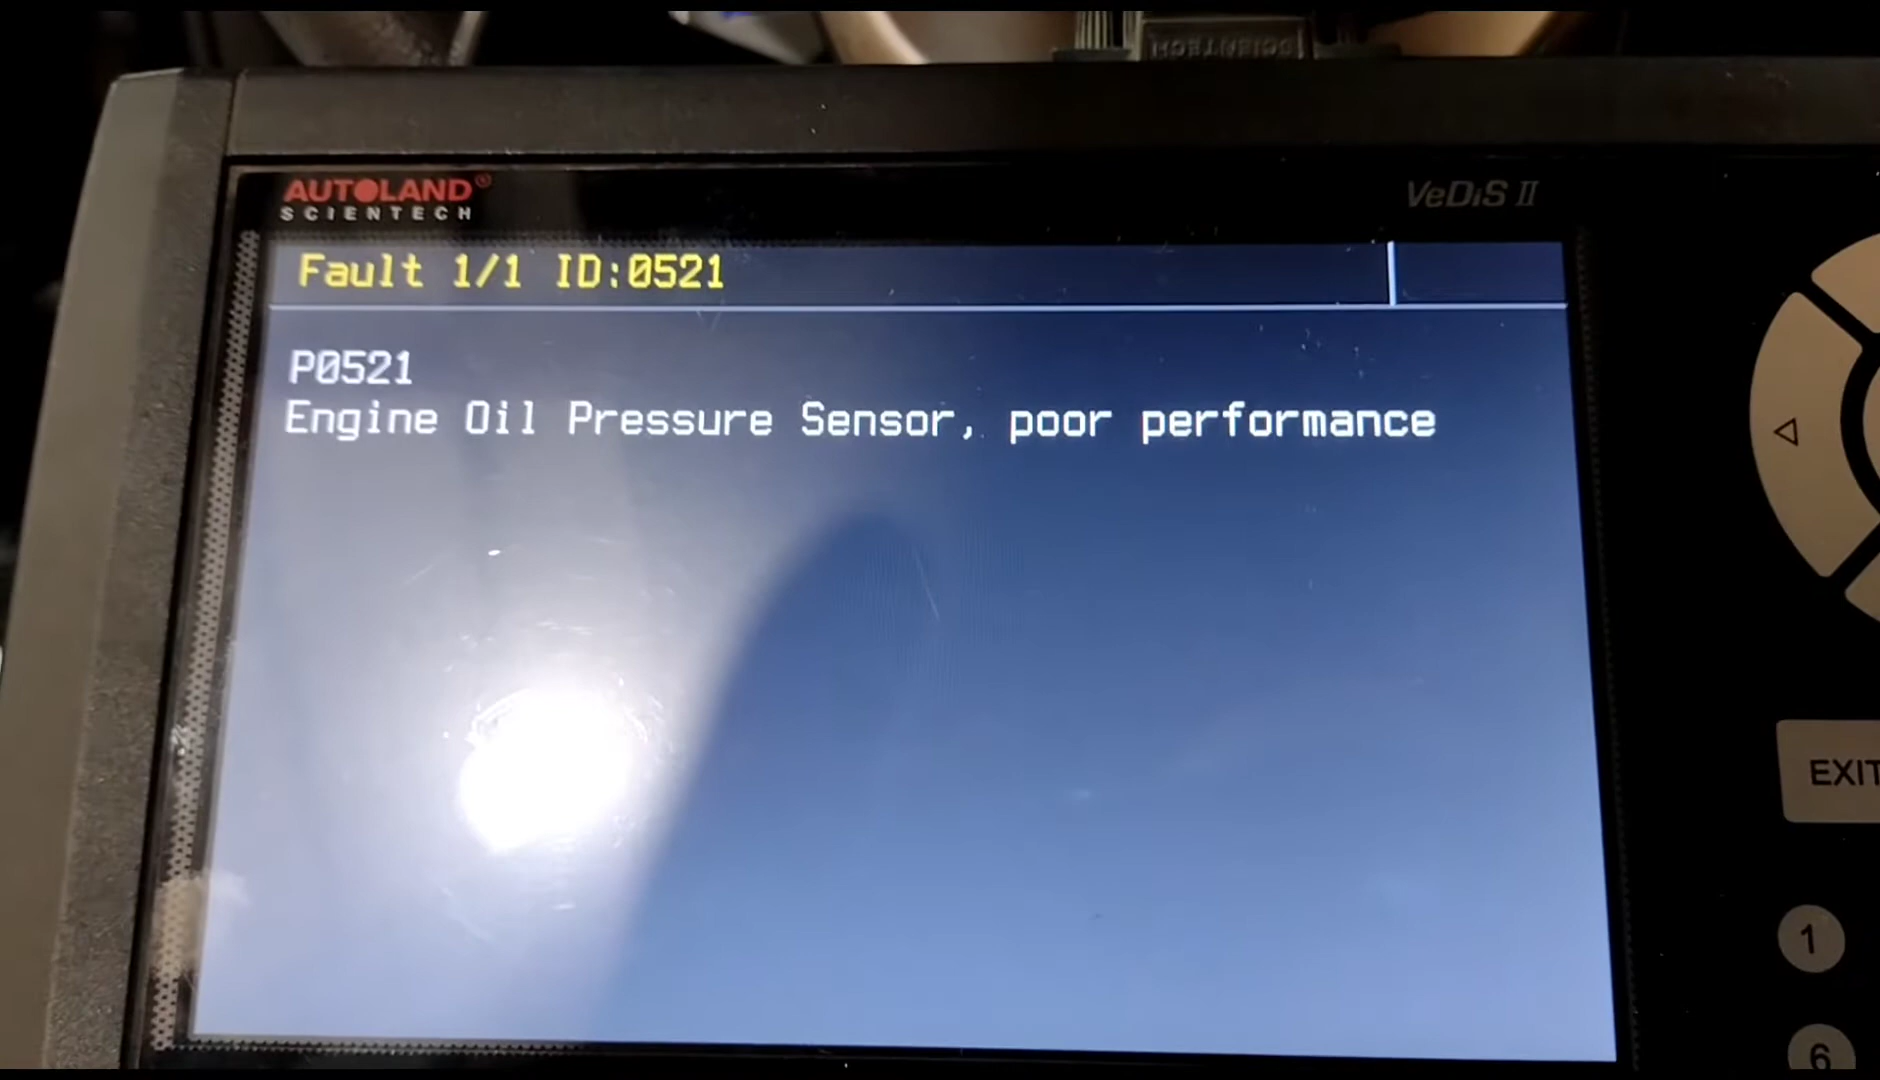 SCIENTECH
AUTOLAND®
SCIENTECH
VeDiS II
Fault 1/1 ID:0521
P0521
Engine Oil Pressure Sensor, poor performance
EXIT
1
6